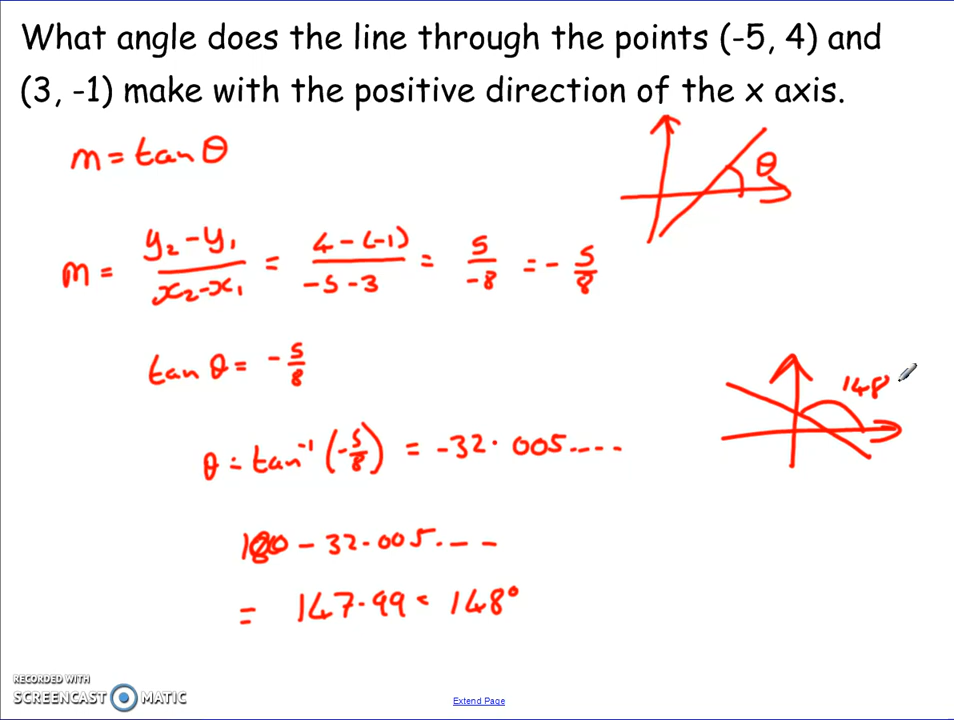 What angle does the line through the points (-5, 4) and
(3, -1) make with the positive direction of the x axis.
m = tan θ
θ
m = y₂ - y₁ / x₂ - x₁ = 4 - (-1) / -5 - 3 = 5 / -8 = - 5/8
tan θ = - 5/8
148°
θ = tan⁻¹ (- 5/8) = -32.005....
180 - 32.005....
= 147.99 = 148°
RECORDED WITH
SCREENCAST MATIC
Extend Page